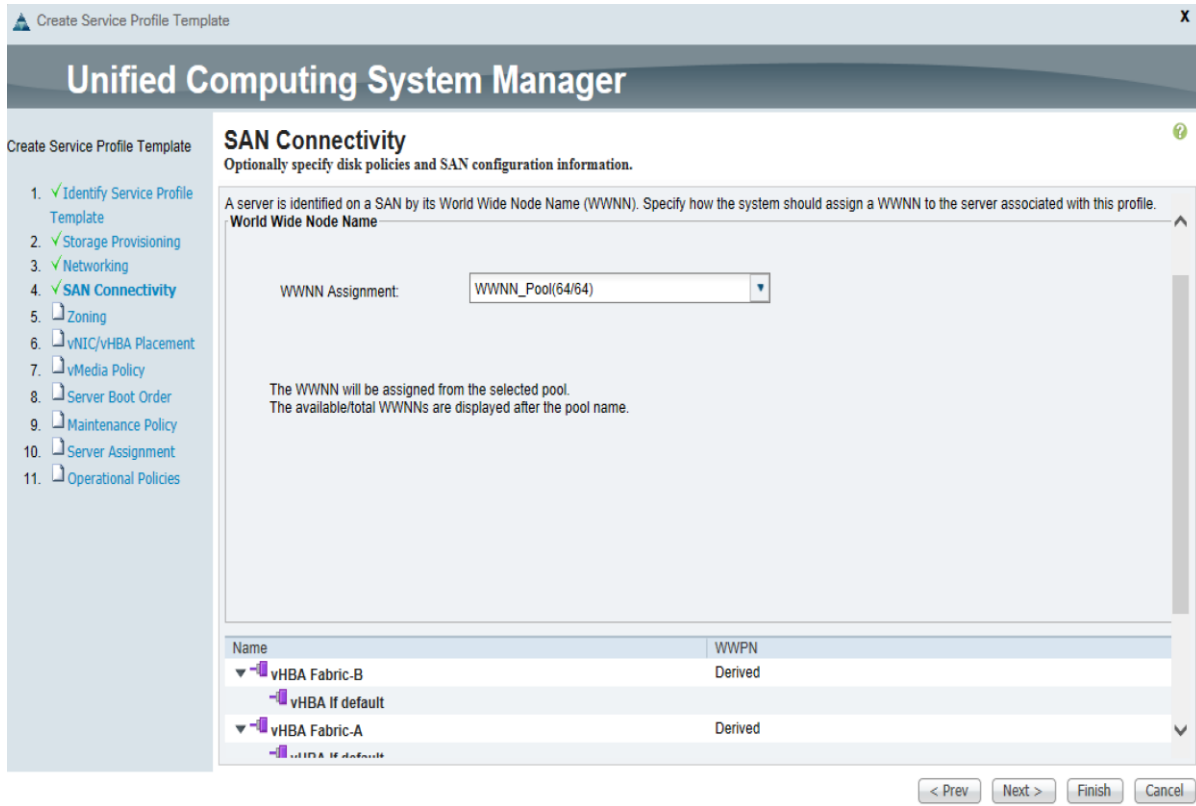 Create Service Profile Template
X
Unified Computing System Manager
Create Service Profile Template
1. √Identify Service Profile
Template
2. √Storage Provisioning
3. √Networking
4. √SAN Connectivity
5. Zoning
6. vNIC/vHBA Placement
7. vMedia Policy
8. Server Boot Order
9. Maintenance Policy
10. Server Assignment
11. Operational Policies
SAN Connectivity
?
Optionally specify disk policies and SAN configuration information.
A server is identified on a SAN by its World Wide Node Name (WWNN). Specify how the system should assign a WWNN to the server associated with this profile.
World Wide Node Name
WWNN Assignment: WWNN_Pool(64/64)
The WWNN will be assigned from the selected pool.
The available/total WWNNs are displayed after the pool name.
Name WWPN
vHBA Fabric-B Derived
vHBA If default
vHBA Fabric-A Derived
vHBA If default
< Prev Next > Finish Cancel